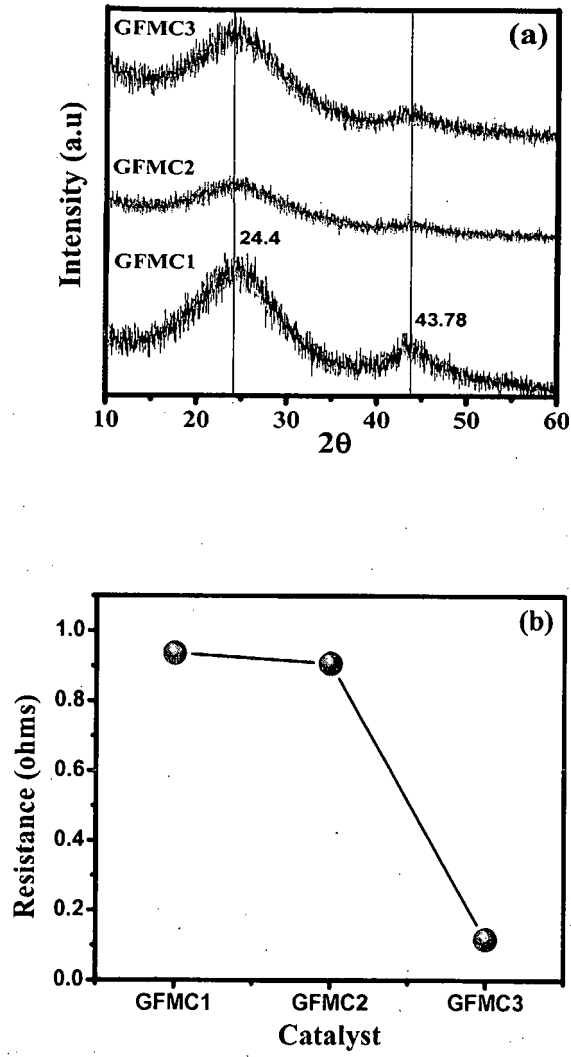 GFMC3
(a)
GFMC2
24.4
GFMC1
43.78
Intensity (a.u)
10 20 30 40 50 60
2θ
(b)
1.0
0.8
0.6
0.4
0.2
0.0
Resistance (ohms)
GFMC1 GFMC2 GFMC3
Catalyst